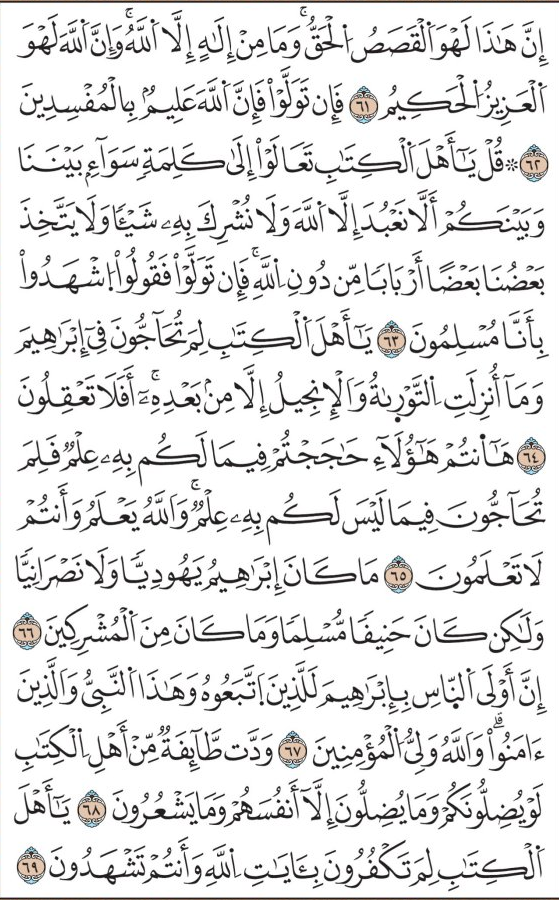 إِنَّ هَٰذَا لَهْوَ ٱلْقَصَصُ ٱلْحَقُّۚ وَمَا مِنْ إِلَٰهٍ إِلَّا ٱللَّهُۚ وَإِنَّ ٱللَّهَ لَهْوَ
ٱلْعَزِيزُ ٱلْحَكِيمُ ٦١ فَإِن تَوَلَّوْاْ فَإِنَّ ٱللَّهَ عَلِيمُۢ بِالْمُفْسِدِينَ
٦٢ ۞ قُلْ يَٰٓأَهْلَ ٱلْكِتَٰبِ تَعَالَوْاْ إِلَىٰ كَلِمَةٖ سَوَآءِۭ بَيْنَنَا
وَبَيْنَكُمْ أَلَّا نَعْبُدَ إِلَّا ٱللَّهَ وَلَا نُشْرِكَ بِهِۦ شَيْـٔٗا وَلَا يَتَّخِذَ
بَعْضُنَا بَعْضًا أَرْبَابٗا مِّن دُونِ ٱللَّهِۚ فَإِن تَوَلَّوْاْ فَقُولُواْ ٱشْهَدُواْ
بِأَنَّا مُسْلِمُونَ ٦٣ يَٰٓأَهْلَ ٱلْكِتَٰبِ لِمَ تُحَآجُّونَ فِيٓ إِبْرَٰهِيمَ
وَمَآ أُنزِلَتِ ٱلتَّوْرَىٰةُ وَٱلْإِنجِيلُ إِلَّا مِنۢ بَعْدِهِۦٓۚ أَفَلَا تَعْقِلُونَ
٦٤ هَٰٓأَنتُمْ هَٰٓؤُلَآءِ حَٰجَجْتُمْ فِيمَا لَكُم بِهِۦ عِلْمٞ فَلِمَ
تُحَآجُّونَ فِيمَا لَيْسَ لَكُم بِهِۦ عِلْمٞۚ وَٱللَّهُ يَعْلَمُ وَأَنتُمْ
لَا تَعْلَمُونَ ٦٥ مَا كَانَ إِبْرَٰهِيمُ يَهُودِيّٗا وَلَا نَصْرَانِيّٗا
وَلَٰكِن كَانَ حَنِيفٗا مُّسْلِمٗا وَمَا كَانَ مِنَ ٱلْمُشْرِكِينَ ٦٦
إِنَّ أَوْلَى ٱلنَّاسِ بِإِبْرَٰهِيمَ لَلَّذِينَ ٱتَّبَعُوهُ وَهَٰذَا ٱلنَّبِيُّ وَٱلَّذِينَ
ءَامَنُواْۗ وَٱللَّهُ وَلِيُّ ٱلْمُؤْمِنِينَ ٦٧ وَدَّت طَّآئِفَةٞ مِّنْ أَهْلِ ٱلْكِتَٰبِ
لَوْ يُضِلُّونَكُمْ وَمَا يُضِلُّونَ إِلَّآ أَنفُسَهُمْ وَمَا يَشْعُرُونَ ٦٨ يَٰٓأَهْلَ
ٱلْكِتَٰبِ لِمَ تَكْفُرُونَ بِـَٔايَٰتِ ٱللَّهِ وَأَنتُمْ تَشْهَدُونَ ٦٩